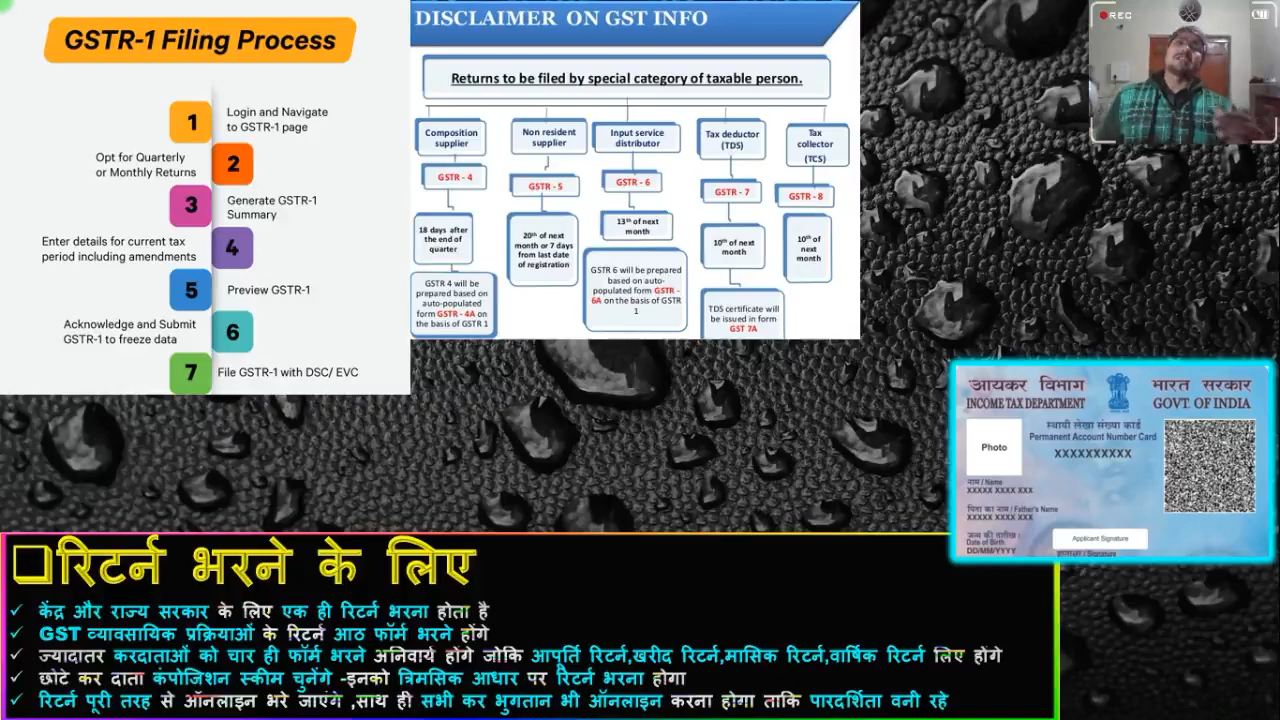 GSTR-1 Filing Process
1
Login and Navigate
to GSTR-1 page
Opt for Quarterly
or Monthly Returns
2
3
Generate GSTR-1
Summary
Enter details for current tax
period including amendments
4
5
Preview GSTR-1
Acknowledge and Submit
GSTR-1 to freeze data
6
7
File GSTR-1 with DSC/ EVC
DISCLAIMER ON GST INFO
Returns to be filed by special category of taxable person.
Composition
supplier
GSTR - 4
18 days after
the end of
quarter
GSTR 4 will be
prepared based on
auto-populated
form GSTR - 4A on
the basis of GSTR 1
Non resident
supplier
GSTR - 5
20th of next
month or 7 days
from last date
of registration
Input service
distributor
GSTR - 6
13th of next
month
GSTR 6 will be prepared
based on auto-
populated form GSTR -
6A on the basis of GSTR
1
Tax deductor
(TDS)
GSTR - 7
10th of next
month
TDS certificate will
be issued in form
GST 7A
Tax
collector
(TCS)
GSTR - 8
10th of
next
month
REC
आयकर विभाग
INCOME TAX DEPARTMENT
भारत सरकार
GOVT. OF INDIA
स्थायी लेखा संख्या कार्ड
Permanent Account Number Card
XXXXXXXXXX
Photo
नाम / Name
XXXXX XXXX XXX
पिता का नाम / Father's Name
XXXXX XXXX XXX
जन्म की तारीख :
Date of Birth
DD/MM/YYYY
Applicant Signature
/ Signature
रिटर्न भरने के लिए
✓ केंद्र और राज्य सरकार के लिए एक ही रिटर्न भरना होता है
✓ GST व्यावसायिक प्रक्रियाओं के रिटर्न आठ फॉर्म भरने होंगे
✓ ज्यादातर करदाताओं को चार ही फॉर्म भरने अनिवार्य होंगे जोकि आपूर्ति रिटर्न,खरीद रिटर्न,मासिक रिटर्न,वार्षिक रिटर्न लिए होंगे
✓ छोटे कर दाता कंपोजिशन स्कीम चुनेंगे -इनको त्रिमसिक आधार पर रिटर्न भरना होगा
✓ रिटर्न पूरी तरह से ऑनलाइन भरे जाएंगे ,साथ ही सभी कर भुगतान भी ऑनलाइन करना होगा ताकि पारदर्शिता वनी रहे